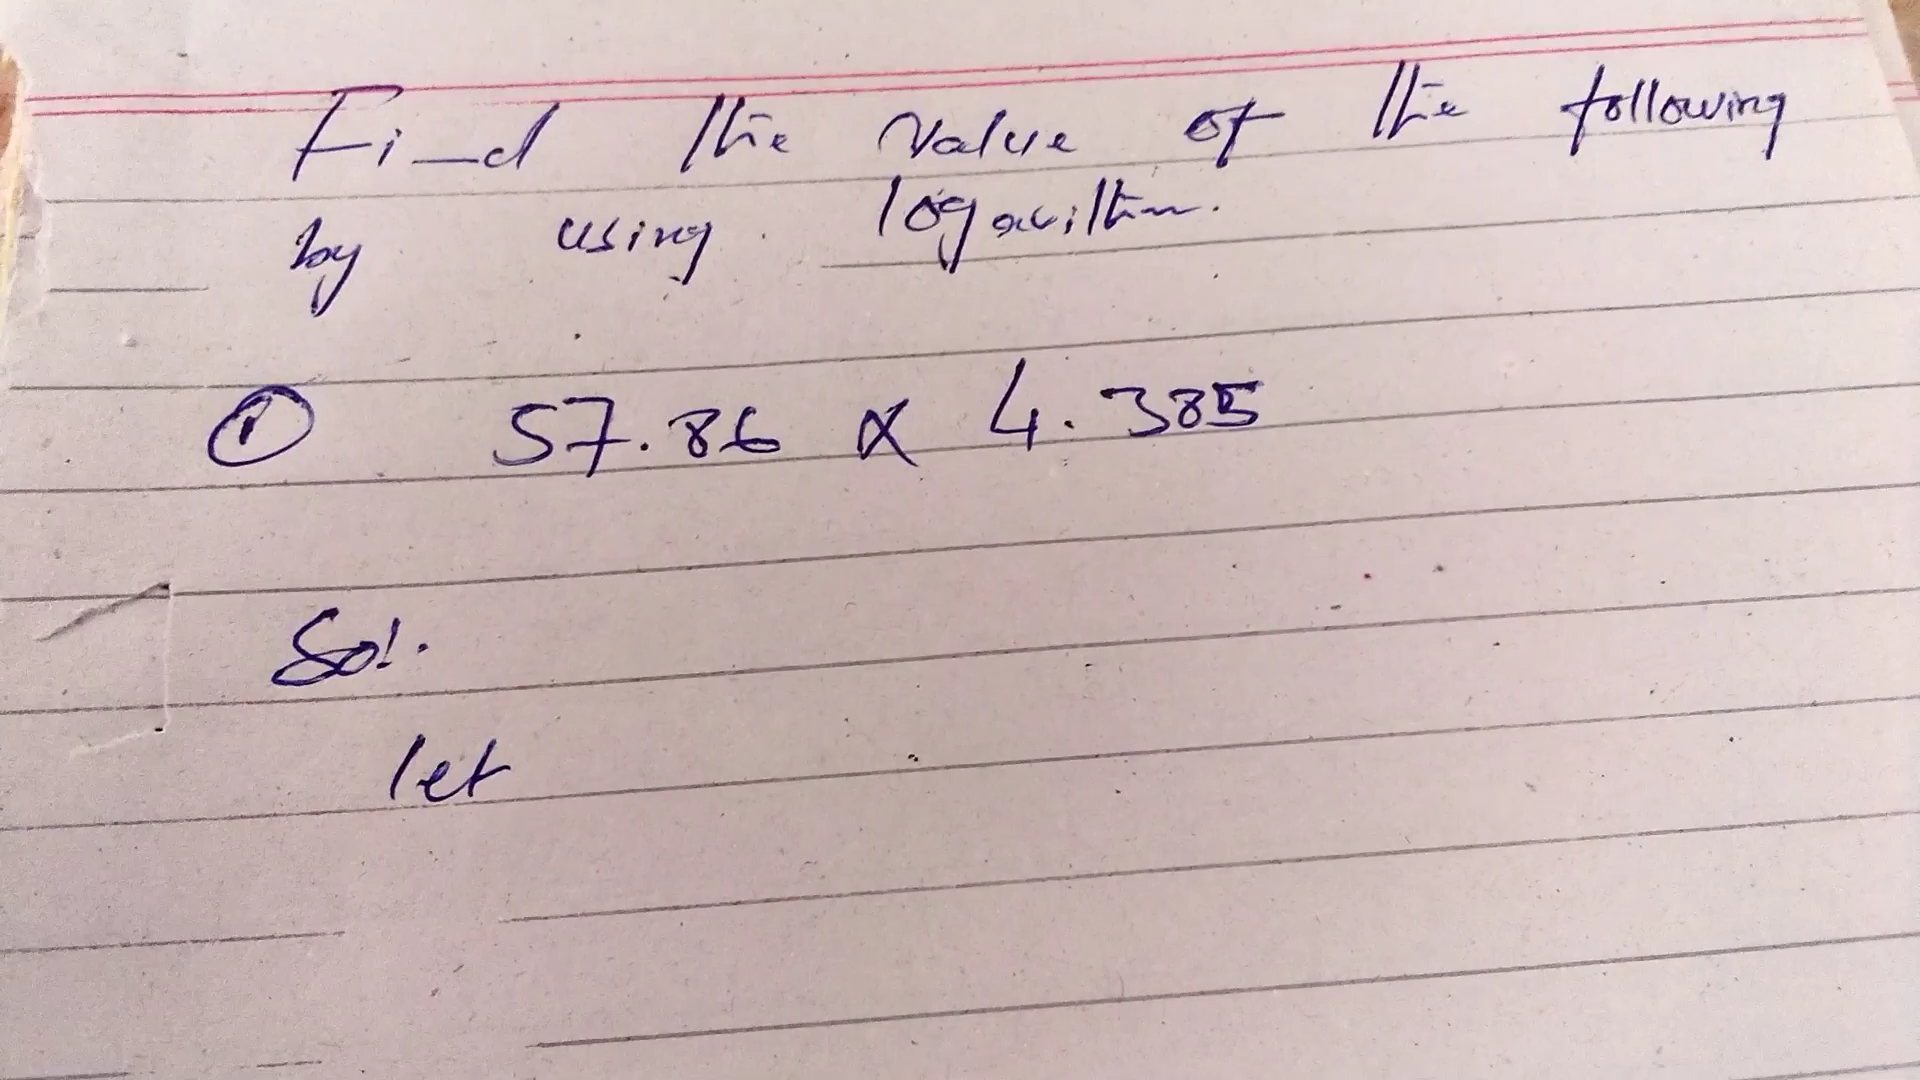 Find the value of the following
by using logarithm.
① 57.86 × 4.385
Sol.
let